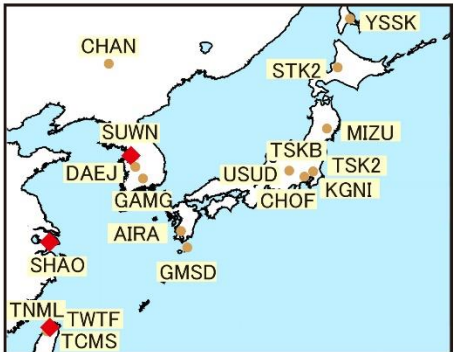 YSSK
CHAN
STK2
SUWN
MIZU
TSKB
DAEJ
USUD
TSK2
GAMG
CHOF
KGNI
AIRA
SHAO
GMSD
TNML
TWTF
TCMS